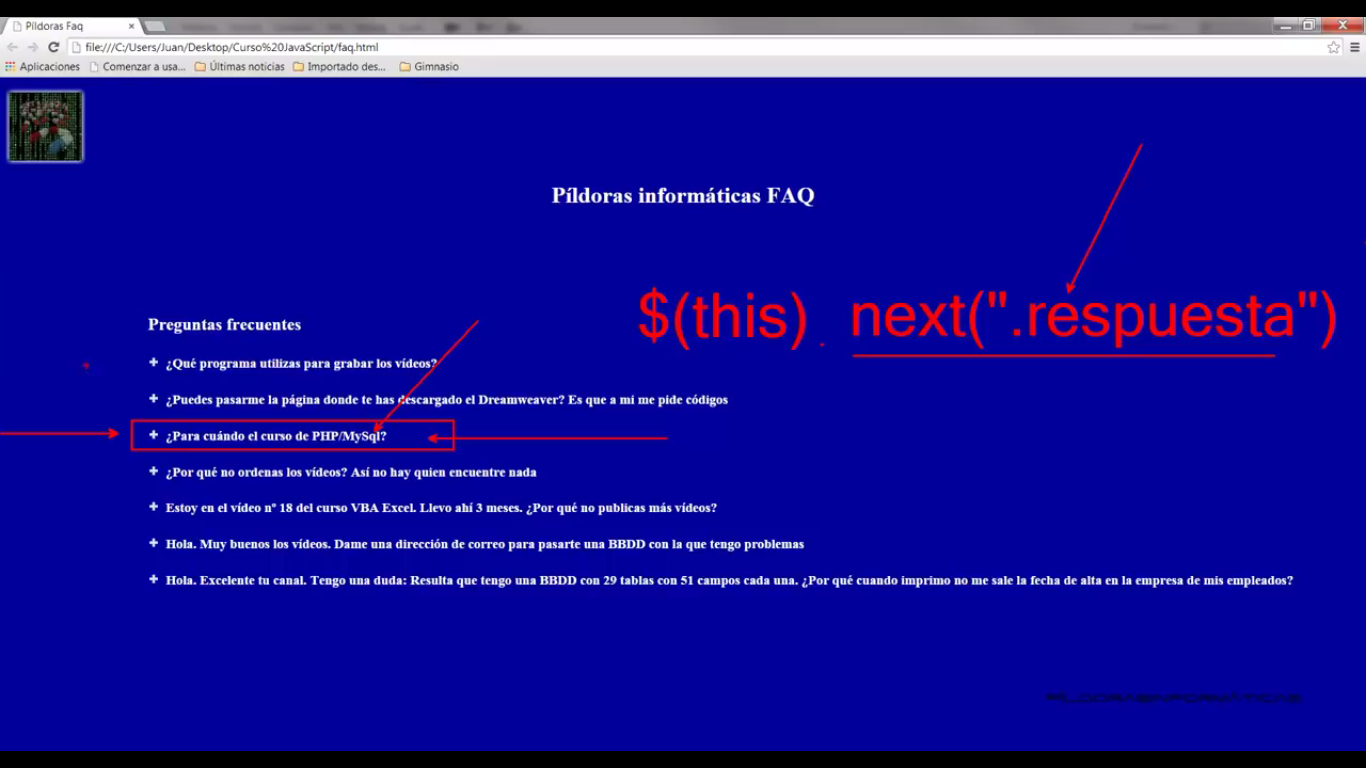 Píldoras Faq
file:///C:/Users/Juan/Desktop/Curso%20JavaScript/faq.html
Aplicaciones Comenzar a usa... Últimas noticias Importado des... Gimnasio
Píldoras informáticas FAQ
$(this) . next(".respuesta")
Preguntas frecuentes
¿Qué programa utilizas para grabar los vídeos?
¿Puedes pasarme la página donde te has descargado el Dreamweaver? Es que a mi me pide códigos
¿Para cuándo el curso de PHP/MySql?
¿Por qué no ordenas los vídeos? Así no hay quien encuentre nada
Estoy en el vídeo nº 18 del curso VBA Excel. Llevo ahí 3 meses. ¿Por qué no publicas más vídeos?
Hola. Muy buenos los vídeos. Dame una dirección de correo para pasarte una BBDD con la que tengo problemas
Hola. Excelente tu canal. Tengo una duda: Resulta que tengo una BBDD con 29 tablas con 51 campos cada una. ¿Por qué cuando imprimo no me sale la fecha de alta en la empresa de mis empleados?
PÍLDORASINFORMÁTICAS